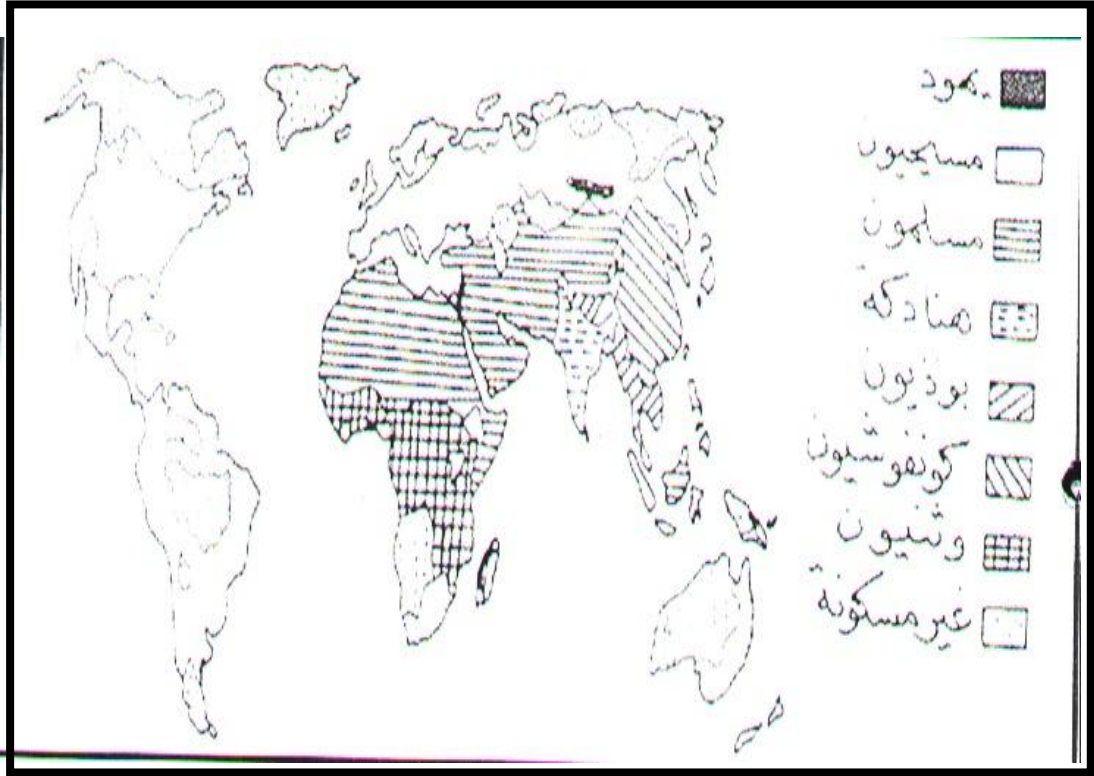 يهود
مسيحيون
مسلمون
هنادكة
بوذيون
كونفوشيون
وثنيون
غير مسكونة